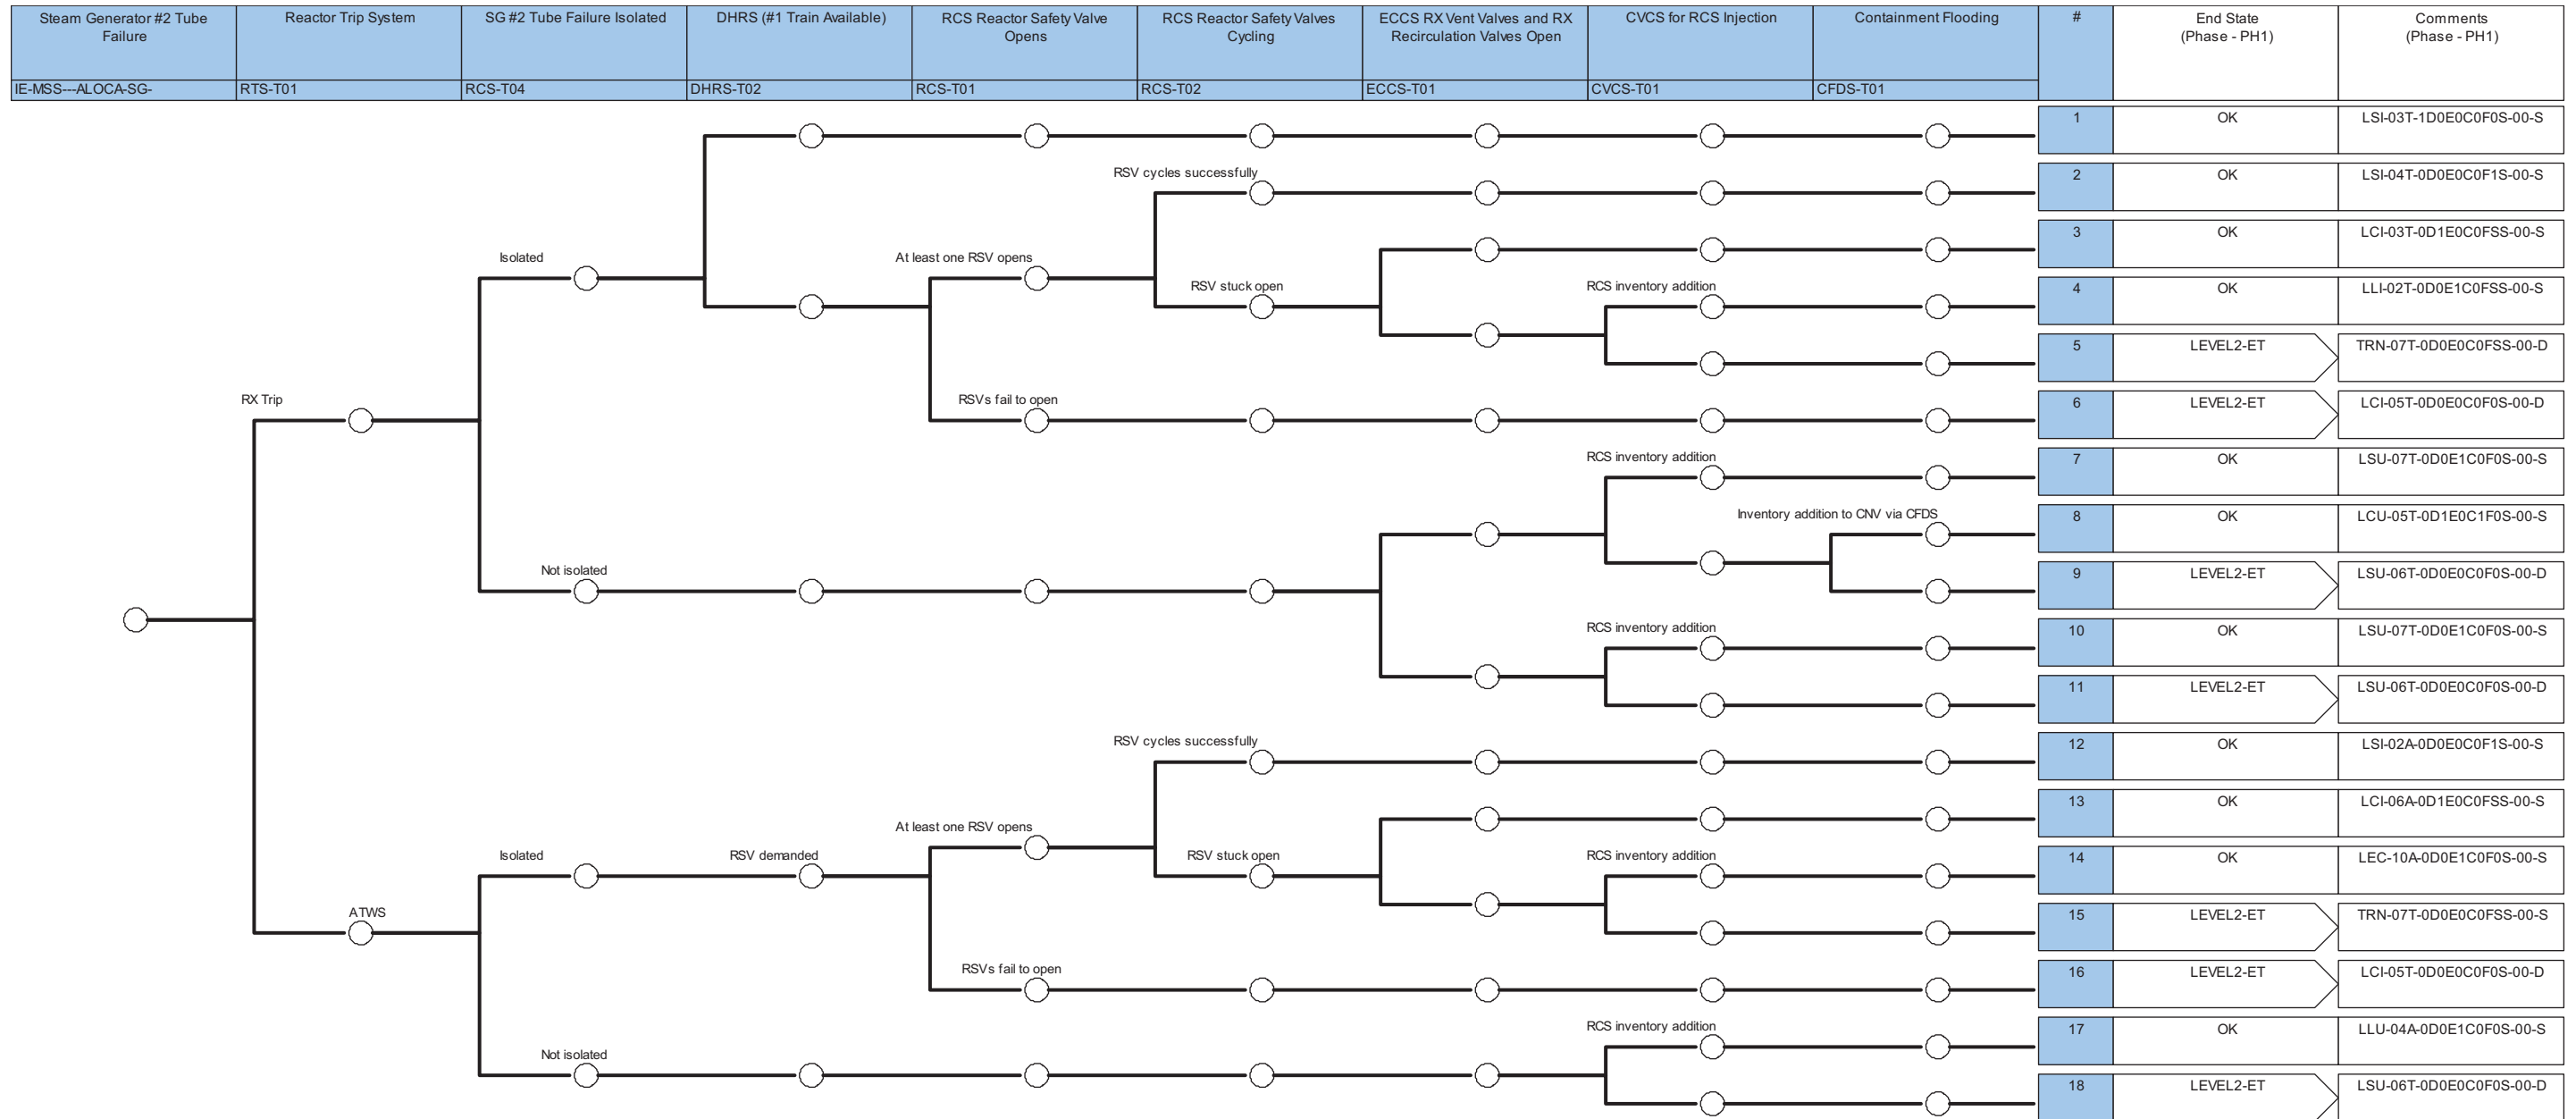 Steam Generator #2 Tube
Failure
Reactor Trip System
SG #2 Tube Failure Isolated
DHRS (#1 Train Available)
RCS Reactor Safety Valve
Opens
RCS Reactor Safety Valves
Cycling
ECCS RX Vent Valves and RX
Recirculation Valves Open
CVCS for RCS Injection
Containment Flooding
#
End State
(Phase - PH1)
Comments
(Phase - PH1)
IE-MSS---ALOCA-SG-
RTS-T01
RCS-T04
DHRS-T02
RCS-T01
RCS-T02
ECCS-T01
CVCS-T01
CFDS-T01
1
OK
LSI-03T-1D0E0C0F0S-00-S
RSV cycles successfully
2
OK
LSI-04T-0D0E0C0F1S-00-S
Isolated
At least one RSV opens
3
OK
LCI-03T-0D1E0C0FSS-00-S
RSV stuck open
RCS inventory addition
4
OK
LLI-02T-0D0E1C0FSS-00-S
5
LEVEL2-ET
TRN-07T-0D0E0C0FSS-00-D
RX Trip
RSVs fail to open
6
LEVEL2-ET
LCI-05T-0D0E0C0F0S-00-D
RCS inventory addition
7
OK
LSU-07T-0D0E1C0F0S-00-S
Inventory addition to CNV via CFDS
8
OK
LCU-05T-0D1E0C1F0S-00-S
Not isolated
9
LEVEL2-ET
LSU-06T-0D0E0C0F0S-00-D
RCS inventory addition
10
OK
LSU-07T-0D0E1C0F0S-00-S
11
LEVEL2-ET
LSU-06T-0D0E0C0F0S-00-D
RSV cycles successfully
12
OK
LSI-02A-0D0E0C0F1S-00-S
At least one RSV opens
13
OK
LCI-06A-0D1E0C0FSS-00-S
Isolated
RSV demanded
RSV stuck open
RCS inventory addition
14
OK
LEC-10A-0D0E1C0F0S-00-S
ATWS
15
LEVEL2-ET
TRN-07T-0D0E0C0FSS-00-S
RSVs fail to open
16
LEVEL2-ET
LCI-05T-0D0E0C0F0S-00-D
RCS inventory addition
17
OK
LLU-04A-0D0E1C0F0S-00-S
Not isolated
18
LEVEL2-ET
LSU-06T-0D0E0C0F0S-00-D